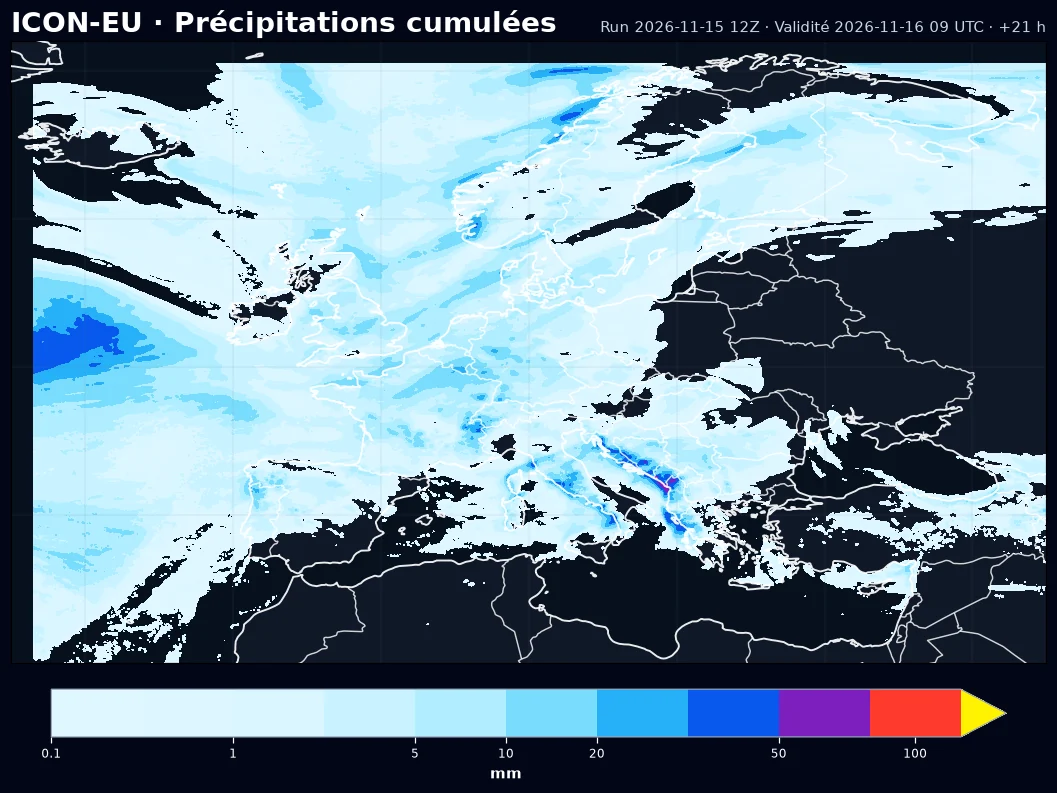 ICON-EU · Précipitations cumulées
Run 2026-11-15 12Z · Validité 2026-11-16 09 UTC · +21 h
0.1 1 5 10 20 50 100
mm